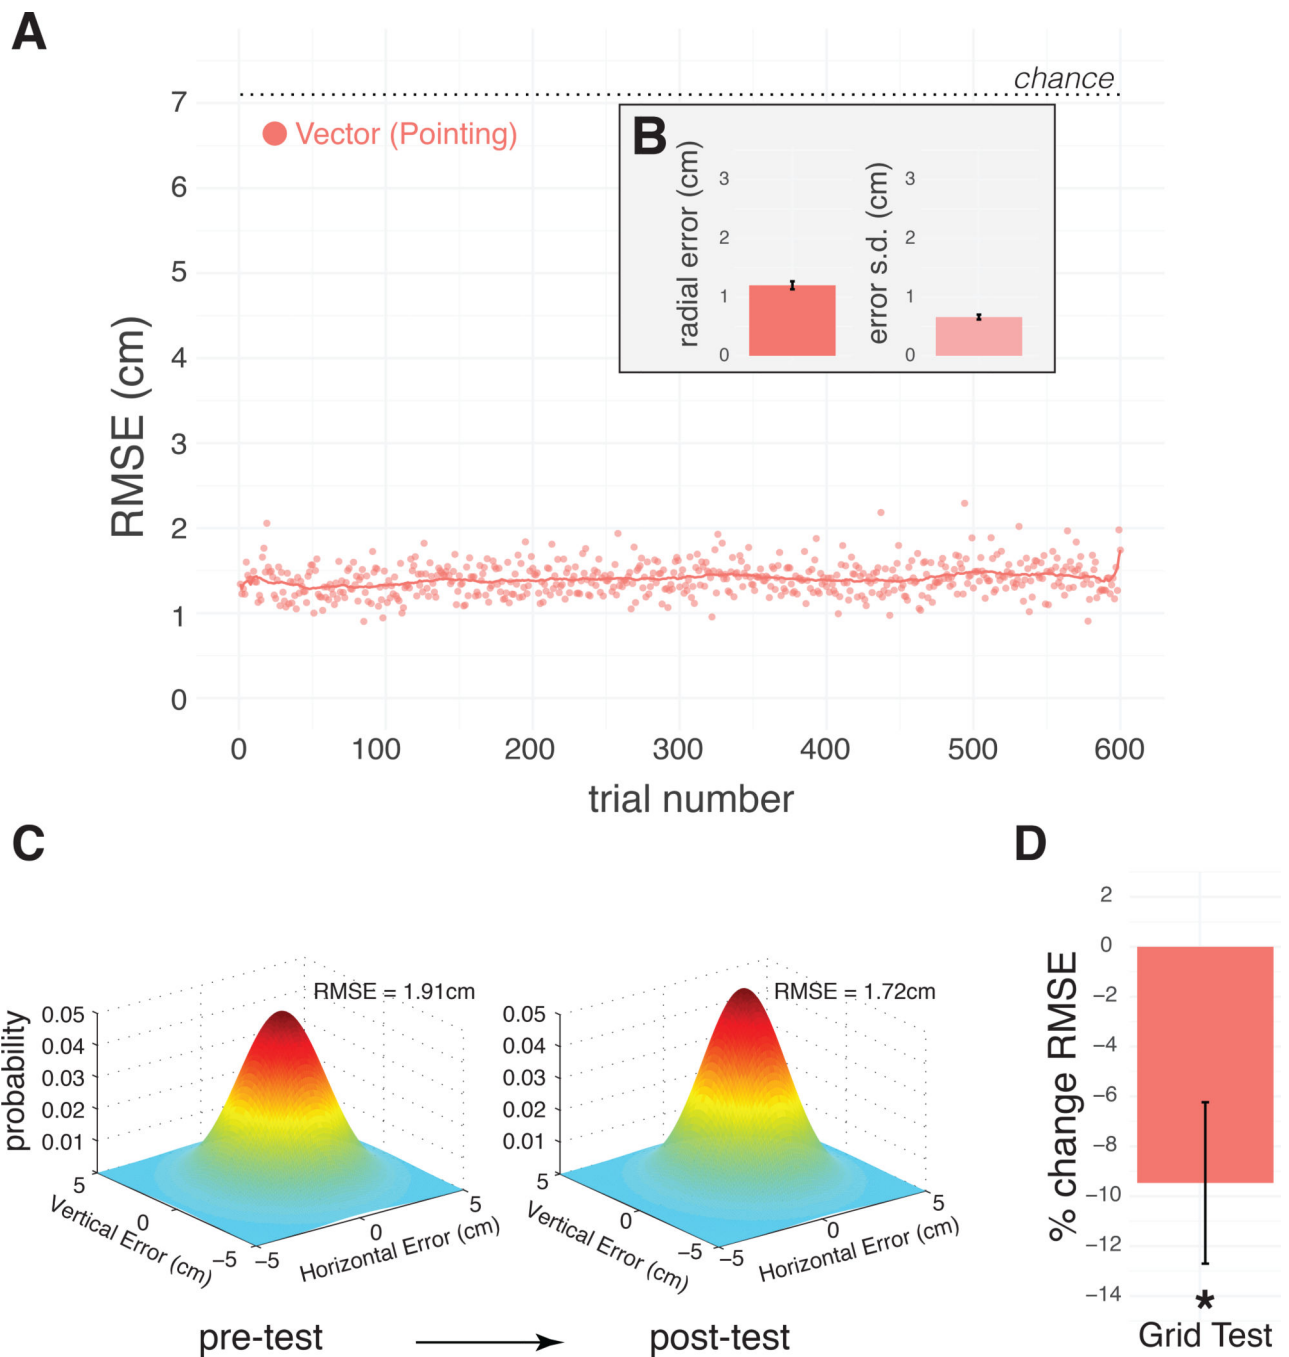 A
chance
7
Vector (Pointing)
6
5
4
3
2
1
0
RMSE (cm)
0 100 200 300 400 500 600
trial number
B
radial error (cm)
3
2
1
0
error s.d. (cm)
3
2
1
0
C
probability
0.05
0.04
0.03
0.02
0.01
RMSE = 1.91cm
5
0
−5
Vertical Error (cm)
−5
0
5
Horizontal Error (cm)
pre-test
0.05
0.04
0.03
0.02
0.01
RMSE = 1.72cm
5
0
−5
Vertical Error (cm)
−5
0
5
Horizontal Error (cm)
post-test
D
% change RMSE
2
0
−2
−4
−6
−8
−10
−12
−14
*
Grid Test